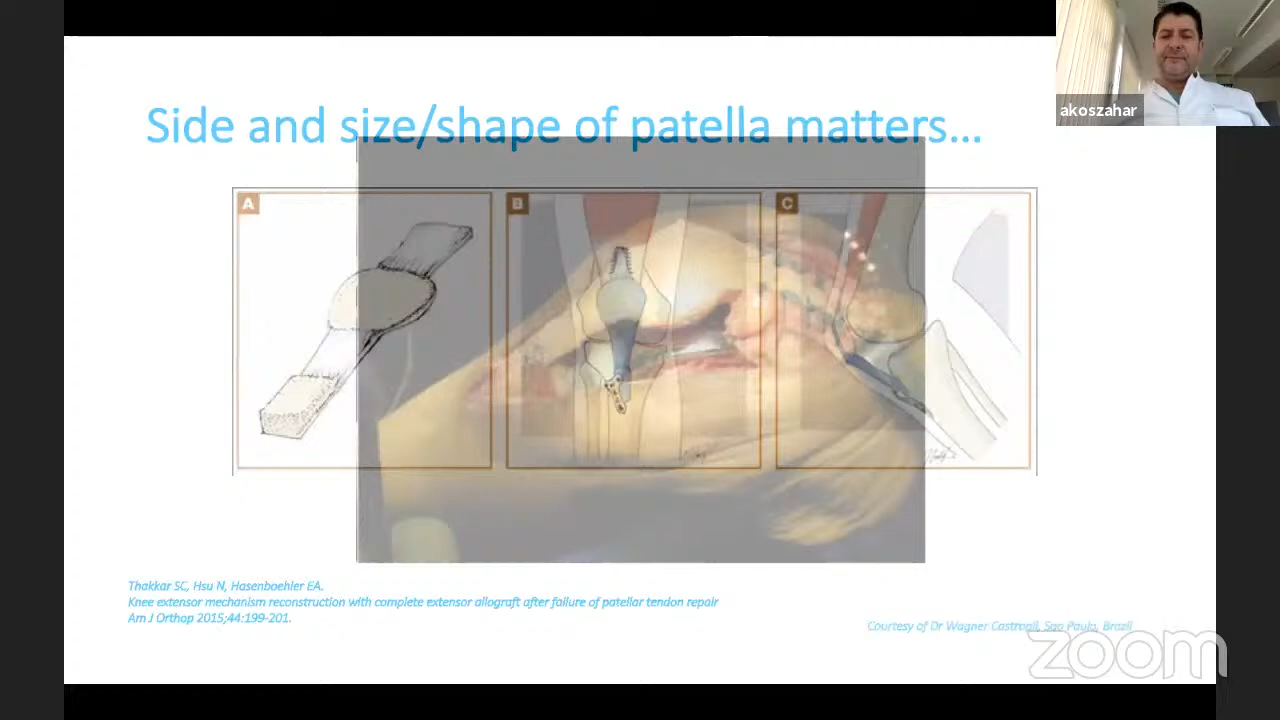 akoszahar
Side and size/shape of patella matters...
A
B
C
Thakkar SC, Hsu N, Hasenboehler EA.
Knee extensor mechanism reconstruction with complete extensor allograft after failure of patellar tendon repair
Am J Orthop 2015;44:199-201.
Courtesy of Dr Wagner Castropil, Sao Paulo, Brazil
zoom